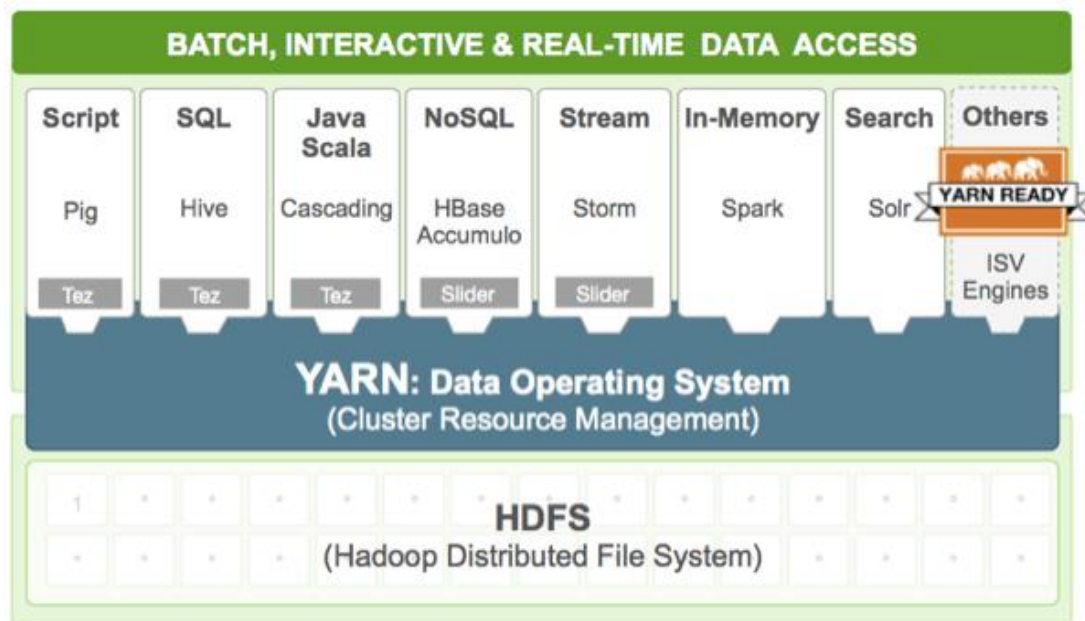 BATCH, INTERACTIVE & REAL-TIME DATA ACCESS
Script
Pig
Tez
SQL
Hive
Tez
Java
Scala
Cascading
Tez
NoSQL
HBase
Accumulo
Slider
Stream
Storm
Slider
In-Memory
Spark
Search
Solr
Others
YARN READY
ISV
Engines
YARN: Data Operating System
(Cluster Resource Management)
1
HDFS
(Hadoop Distributed File System)